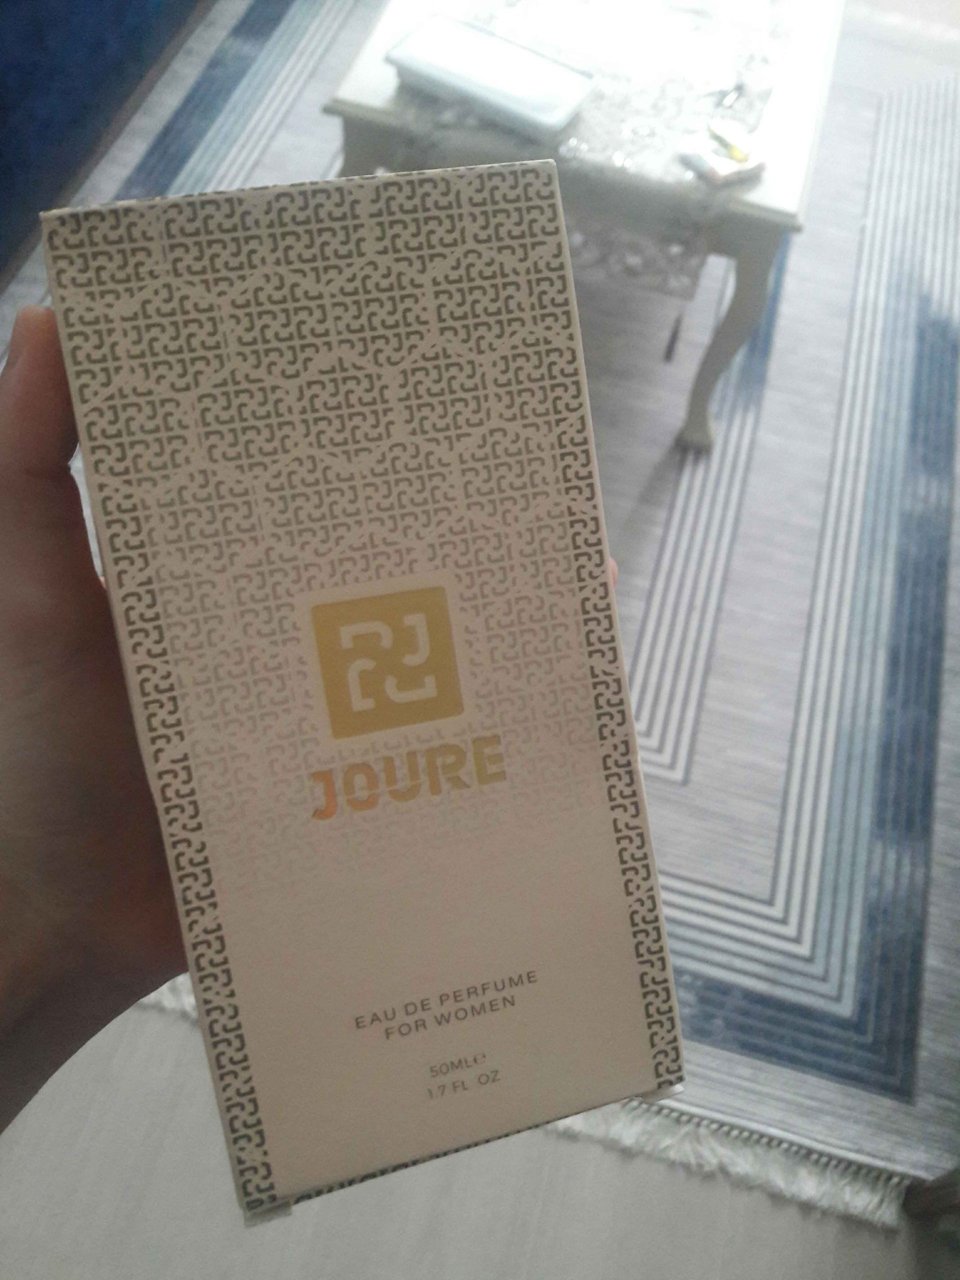 JOURE
EAU DE PERFUME
FOR WOMEN
50ML℮
1.7 FL OZ